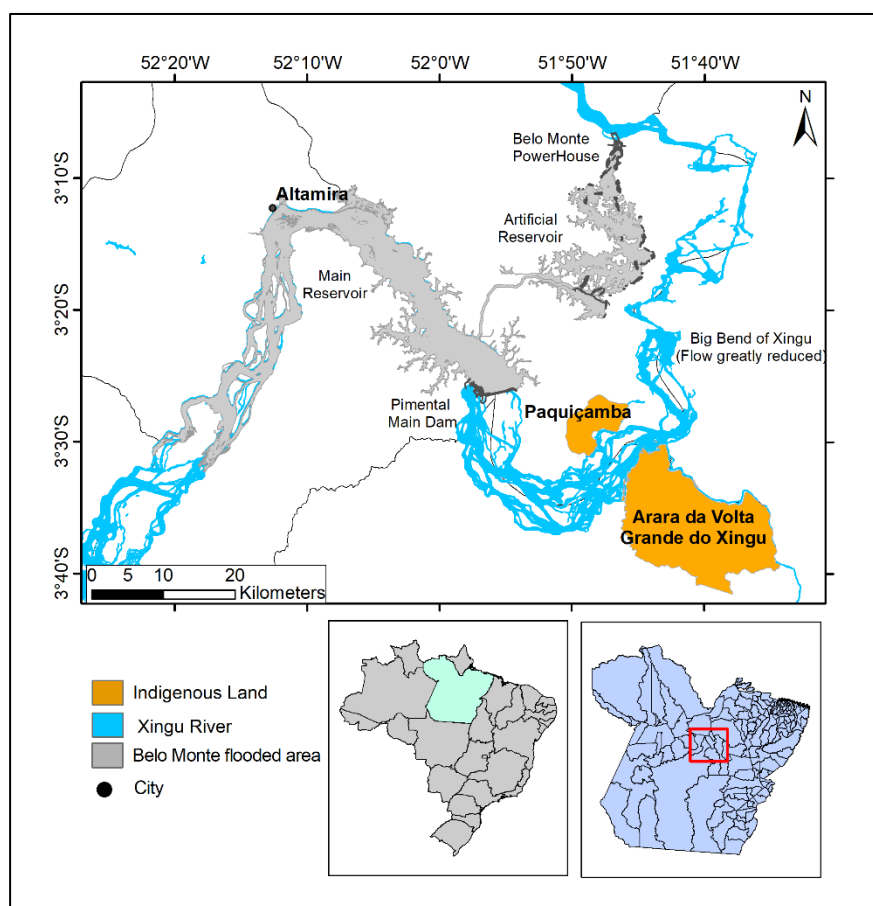 52°20'W 52°10'W 52°0'W 51°50'W 51°40'W
N
Belo Monte
PowerHouse
3°10'S
Altamira
Artificial
Reservoir
Main
Reservoir
3°20'S
Big Bend of Xingu
(Flow greatly reduced)
Pimental
Main Dam
Paquiçamba
3°30'S
Arara da Volta
Grande do Xingu
3°40'S
0 5 10 20
Kilometers
Indigenous Land
Xingu River
Belo Monte flooded area
City